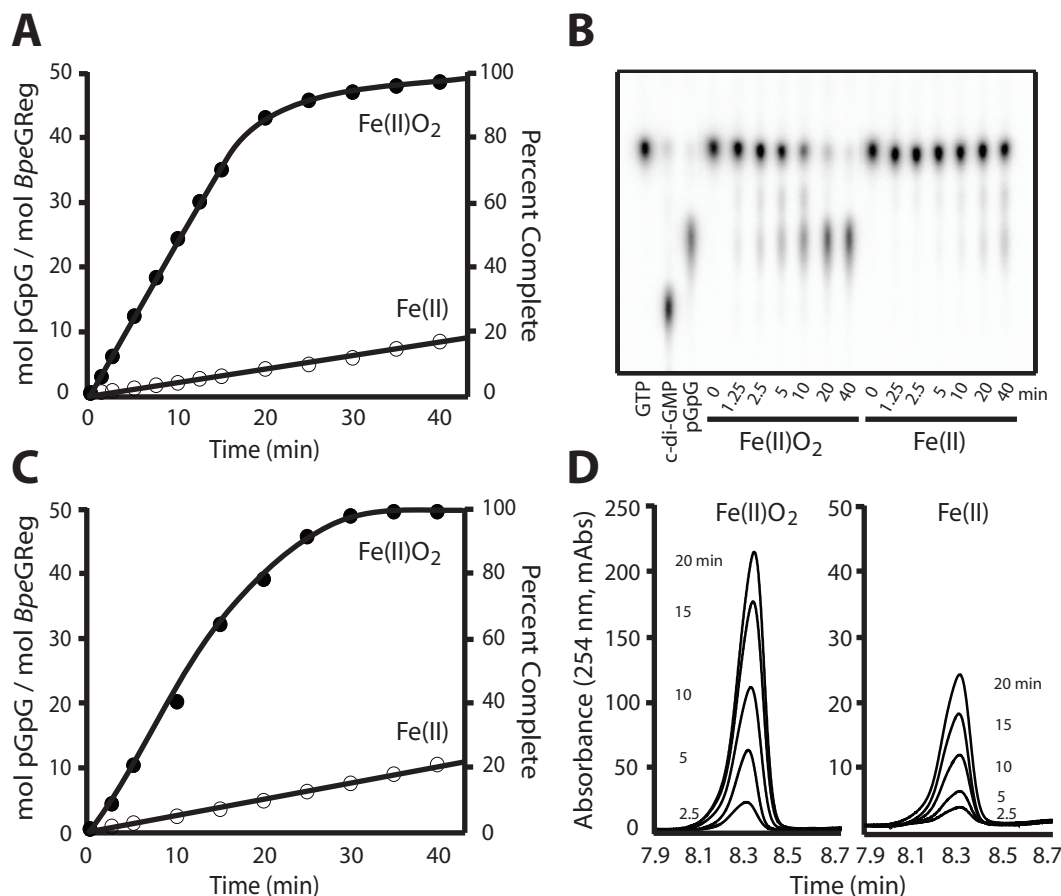 A
mol pGpG / mol BpeGReg
50
40
30
20
10
0
100
80
60
40
20
0
Percent Complete
Fe(II)O2
Fe(II)
0 10 20 30 40
Time (min)
B
GTP
c-di-GMP
pGpG
0 1.25 2.5 5 10 20 40
Fe(II)O2
0 1.25 2.5 5 10 20 40 min
Fe(II)
C
mol pGpG / mol BpeGReg
50
40
30
20
10
0
100
80
60
40
20
0
Percent Complete
Fe(II)O2
Fe(II)
0 10 20 30 40
Time (min)
D
Absorbance (254 nm, mAbs)
250
200
150
100
50
0
Fe(II)O2
20 min
15
10
5
2.5
7.9 8.1 8.3 8.5 8.7
50
40
30
20
10
Fe(II)
20 min
15
10
5
2.5
7.9 8.1 8.3 8.5 8.7
Time (min)